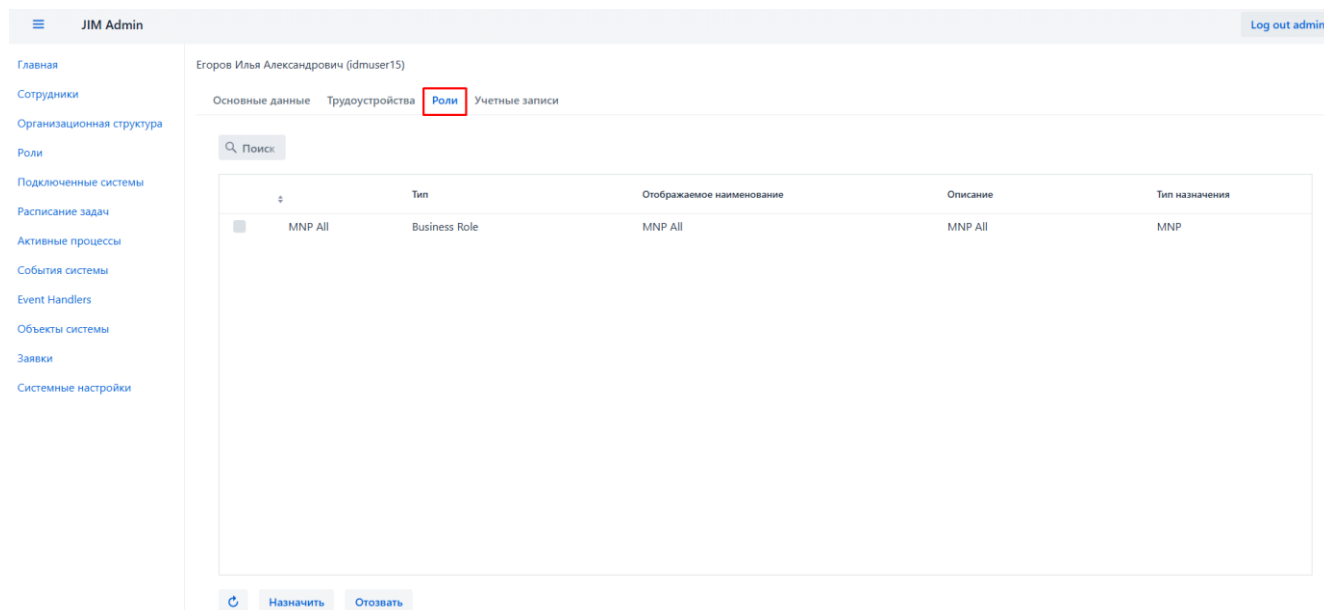 JIM Admin
Log out admin
Главная
Сотрудники
Организационная структура
Роли
Подключенные системы
Расписание задач
Активные процессы
События системы
Event Handlers
Объекты системы
Заявки
Системные настройки
Егоров Илья Александрович (idmuser15)
Основные данные Трудоустройства Роли Учетные записи
Поиск
Тип Отображаемое наименование Описание Тип назначения
MNP All Business Role MNP All MNP All MNP
Назначить Отозвать